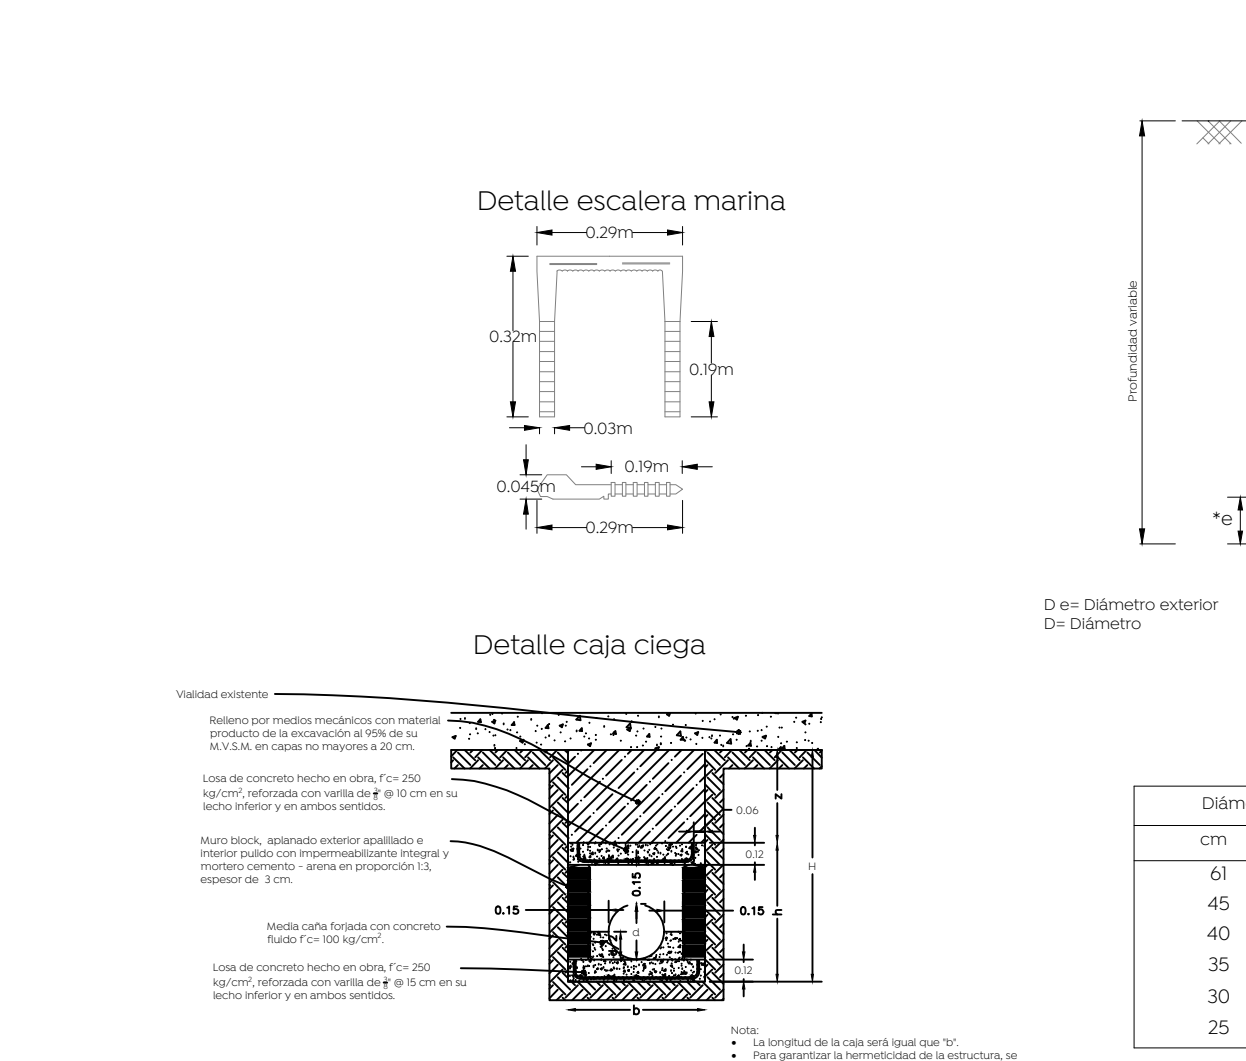 Detalle escalera marina
0.29m
0.32m
0.19m
0.03m
0.19m
0.045m
0.29m
Profundidad variable
*e
D e= Diámetro exterior
D= Diámetro
Detalle caja ciega
Vialidad existente
Relleno por medios mecánicos con material
producto de la excavación al 95% de su
M.V.S.M. en capas no mayores a 20 cm.
Losa de concreto hecho en obra, f´c= 250
kg/cm², reforzada con varilla de 3/8" @ 10 cm en su
lecho inferior y en ambos sentidos.
Muro block, aplanado exterior apalillado e
interior pulido con impermeabilizante integral y
mortero cemento - arena en proporción 1:3,
espesor de 3 cm.
Media caña forjada con concreto
fluido f´c= 100 kg/cm².
Losa de concreto hecho en obra, f´c= 250
kg/cm², reforzada con varilla de 3/8" @ 15 cm en su
lecho inferior y en ambos sentidos.
z
0.06
0.12
H
0.15
0.15
0.15
h
d
0.12
b
Nota:
• La longitud de la caja será igual que "b".
• Para garantizar la hermeticidad de la estructura, se
Diám
cm
61
45
40
35
30
25